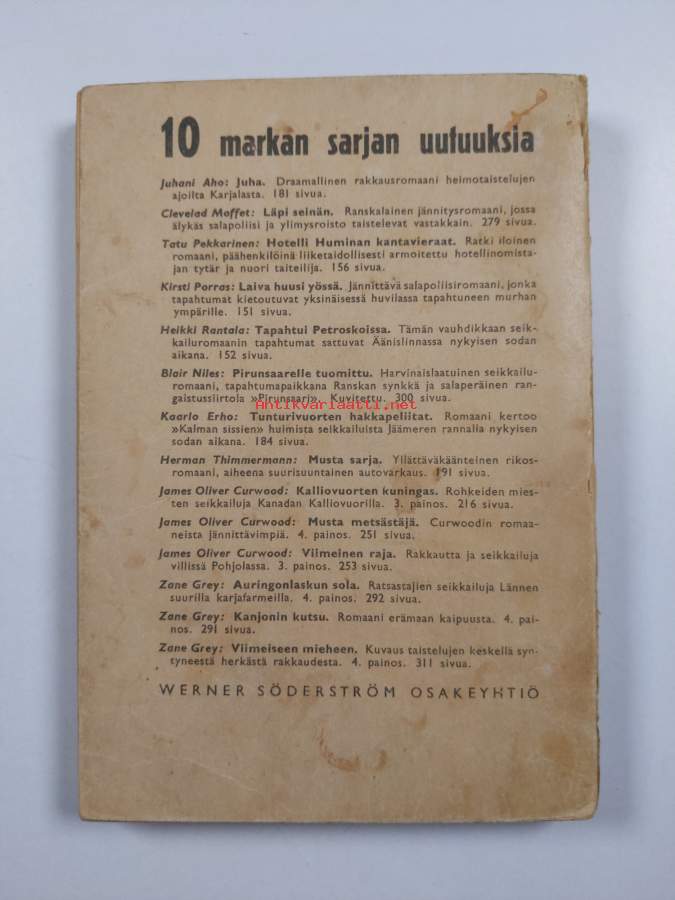 10 markan sarjan uutuuksia
Juhani Aho: Juha. Draamallinen rakkausromaani heimotaistelujen
ajoilta Karjalasta. 181 sivua.
Clevelad Moffet: Läpi seinän. Ranskalainen jännitysromaani, jossa
älykäs salapoliisi ja ylimysroisto taistelevat vastakkain. 279 sivua.
Tatu Pekkarinen: Hotelli Huminan kantavieraat. Ratki iloinen
romaani, päähenkilöinä liiketaidollisesti armoitettu hotellinomista-
jan tytär ja nuori taiteilija. 156 sivua.
Kirsti Porras: Laiva huusi yössä. Jännittävä salapoliisiromaani, jonka
tapahtumat kietoutuvat yksinäisessä huvilassa tapahtuneen murhan
ympärille. 151 sivua.
Heikki Rantala: Tapahtui Petroskoissa. Tämän vauhdikkaan seik-
kailuromaanin tapahtumat sattuvat Äänislinnassa nykyisen sodan
aikana. 152 sivua.
Blair Niles: Pirunsaarelle tuomittu. Harvinaislaatuinen seikkailu-
romaani, tapahtumapaikkana Ranskan synkkä ja salaperäinen ran-
gaistussiirtola »Pirunsaari». Kuvitettu. 300 sivua.
Antikvariaatti.net
Kaarlo Erho: Tunturivuorten hakkapeliitat. Romaani kertoo
»Kalman sissien» huimista seikkailuista Jäämeren rannalla nykyisen
sodan aikana. 184 sivua.
Herman Thimmermann: Musta sarja. Yllättäväkäänteinen rikos-
romaani, aiheena suurisuuntainen autovarkaus. 191 sivua.
James Oliver Curwood: Kalliovuorten kuningas. Rohkeiden mies-
ten seikkailuja Kanadan Kalliovuorilla. 3. painos. 216 sivua.
James Oliver Curwood: Musta metsästäjä. Curwoodin romaa-
neista jännittävimpiä. 4. painos. 251 sivua.
James Oliver Curwood: Viimeinen raja. Rakkautta ja seikkailuja
villissä Pohjolassa. 3. painos. 253 sivua.
Zane Grey: Auringonlaskun sola. Ratsastajien seikkailuja Lännen
suurilla karjafarmeilla. 4. painos. 292 sivua.
Zane Grey: Kanjonin kutsu. Romaani erämaan kaipuusta. 4. pai-
nos. 291 sivua.
Zane Grey: Viimeiseen mieheen. Kuvaus taistelujen keskellä syn-
tyneestä herkästä rakkaudesta. 4. painos. 311 sivua.
WERNER SÖDERSTRÖM OSAKEYHTIÖ